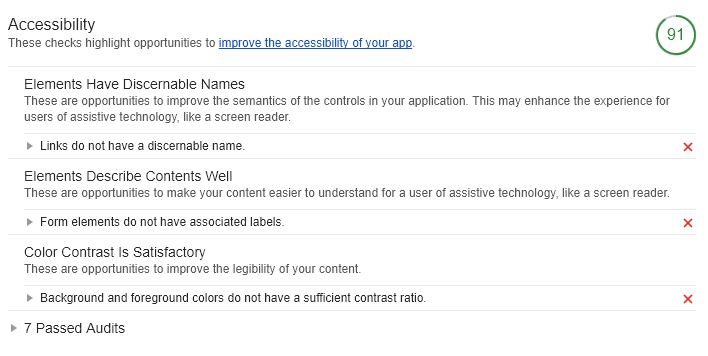 Accessibility
91
These checks highlight opportunities to improve the accessibility of your app.
Elements Have Discernable Names
These are opportunities to improve the semantics of the controls in your application. This may enhance the experience for
users of assistive technology, like a screen reader.
Links do not have a discernable name.
Elements Describe Contents Well
These are opportunities to make your content easier to understand for a user of assistive technology, like a screen reader.
Form elements do not have associated labels.
Color Contrast Is Satisfactory
These are opportunities to improve the legibility of your content.
Background and foreground colors do not have a sufficient contrast ratio.
7 Passed Audits